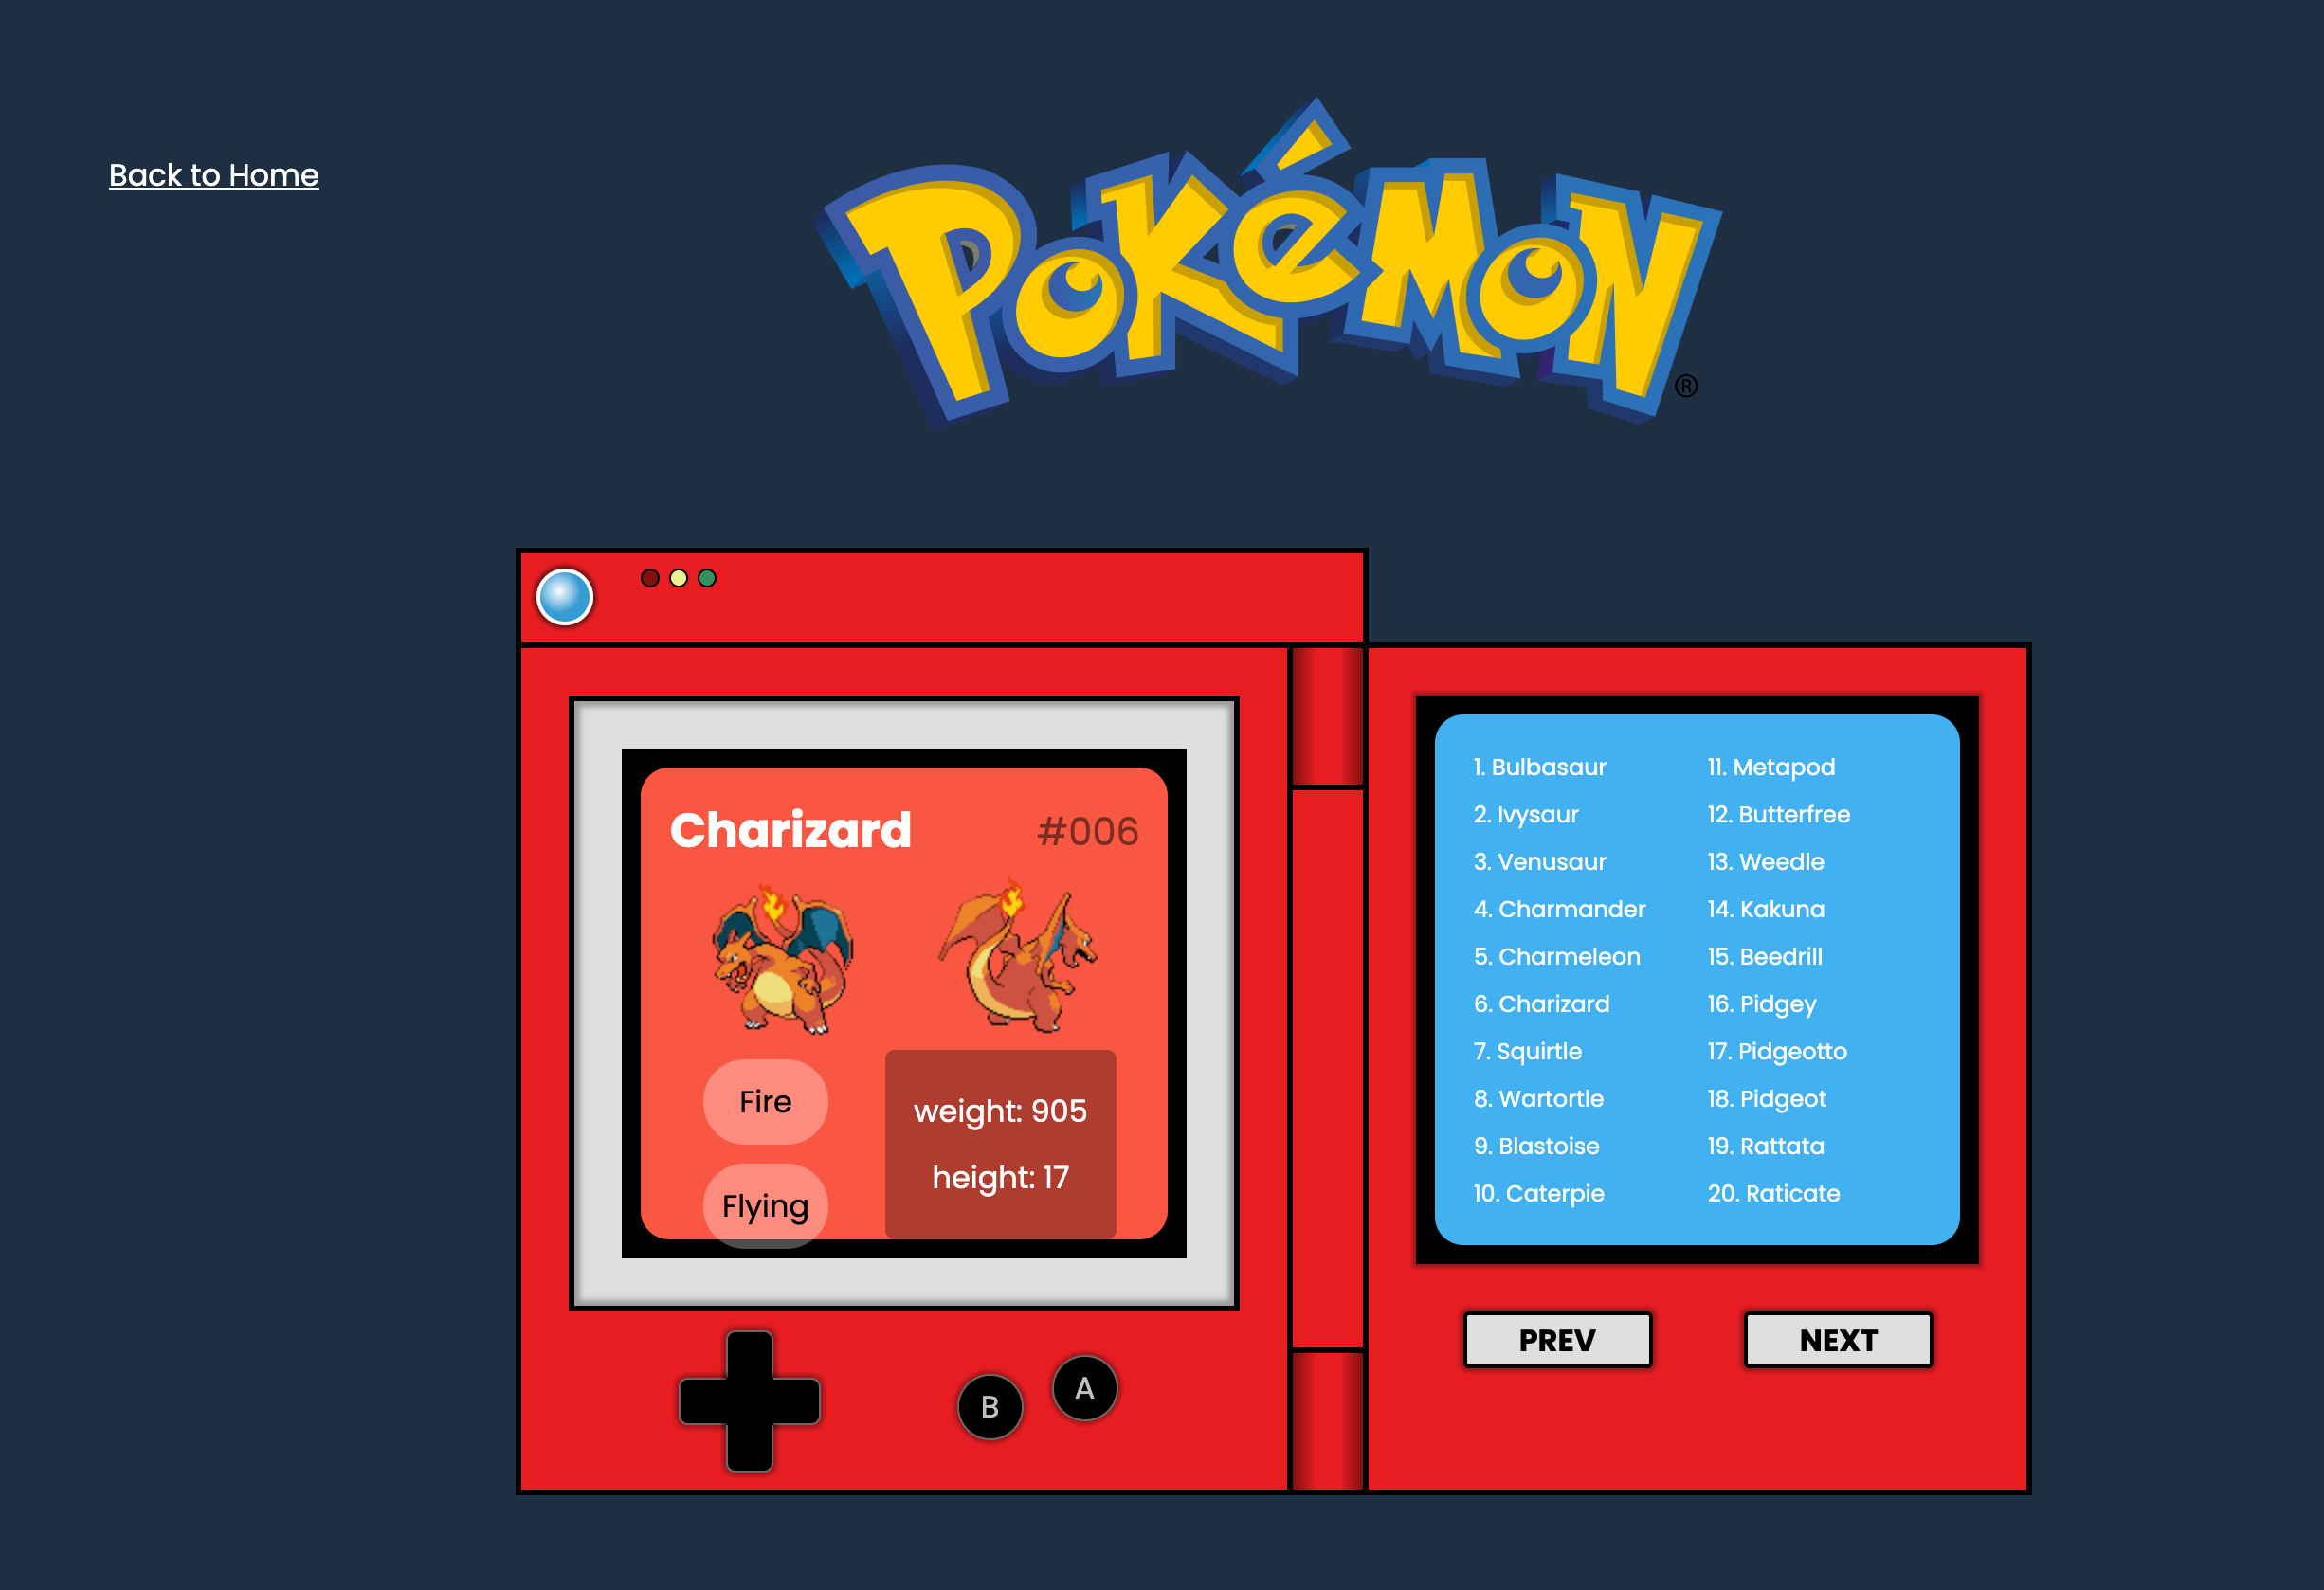 Back to Home
POKéMON
®
Charizard
#006
Fire
Flying
weight: 905
height: 17
B
A
1. Bulbasaur
2. Ivysaur
3. Venusaur
4. Charmander
5. Charmeleon
6. Charizard
7. Squirtle
8. Wartortle
9. Blastoise
10. Caterpie
11. Metapod
12. Butterfree
13. Weedle
14. Kakuna
15. Beedrill
16. Pidgey
17. Pidgeotto
18. Pidgeot
19. Rattata
20. Raticate
PREV
NEXT